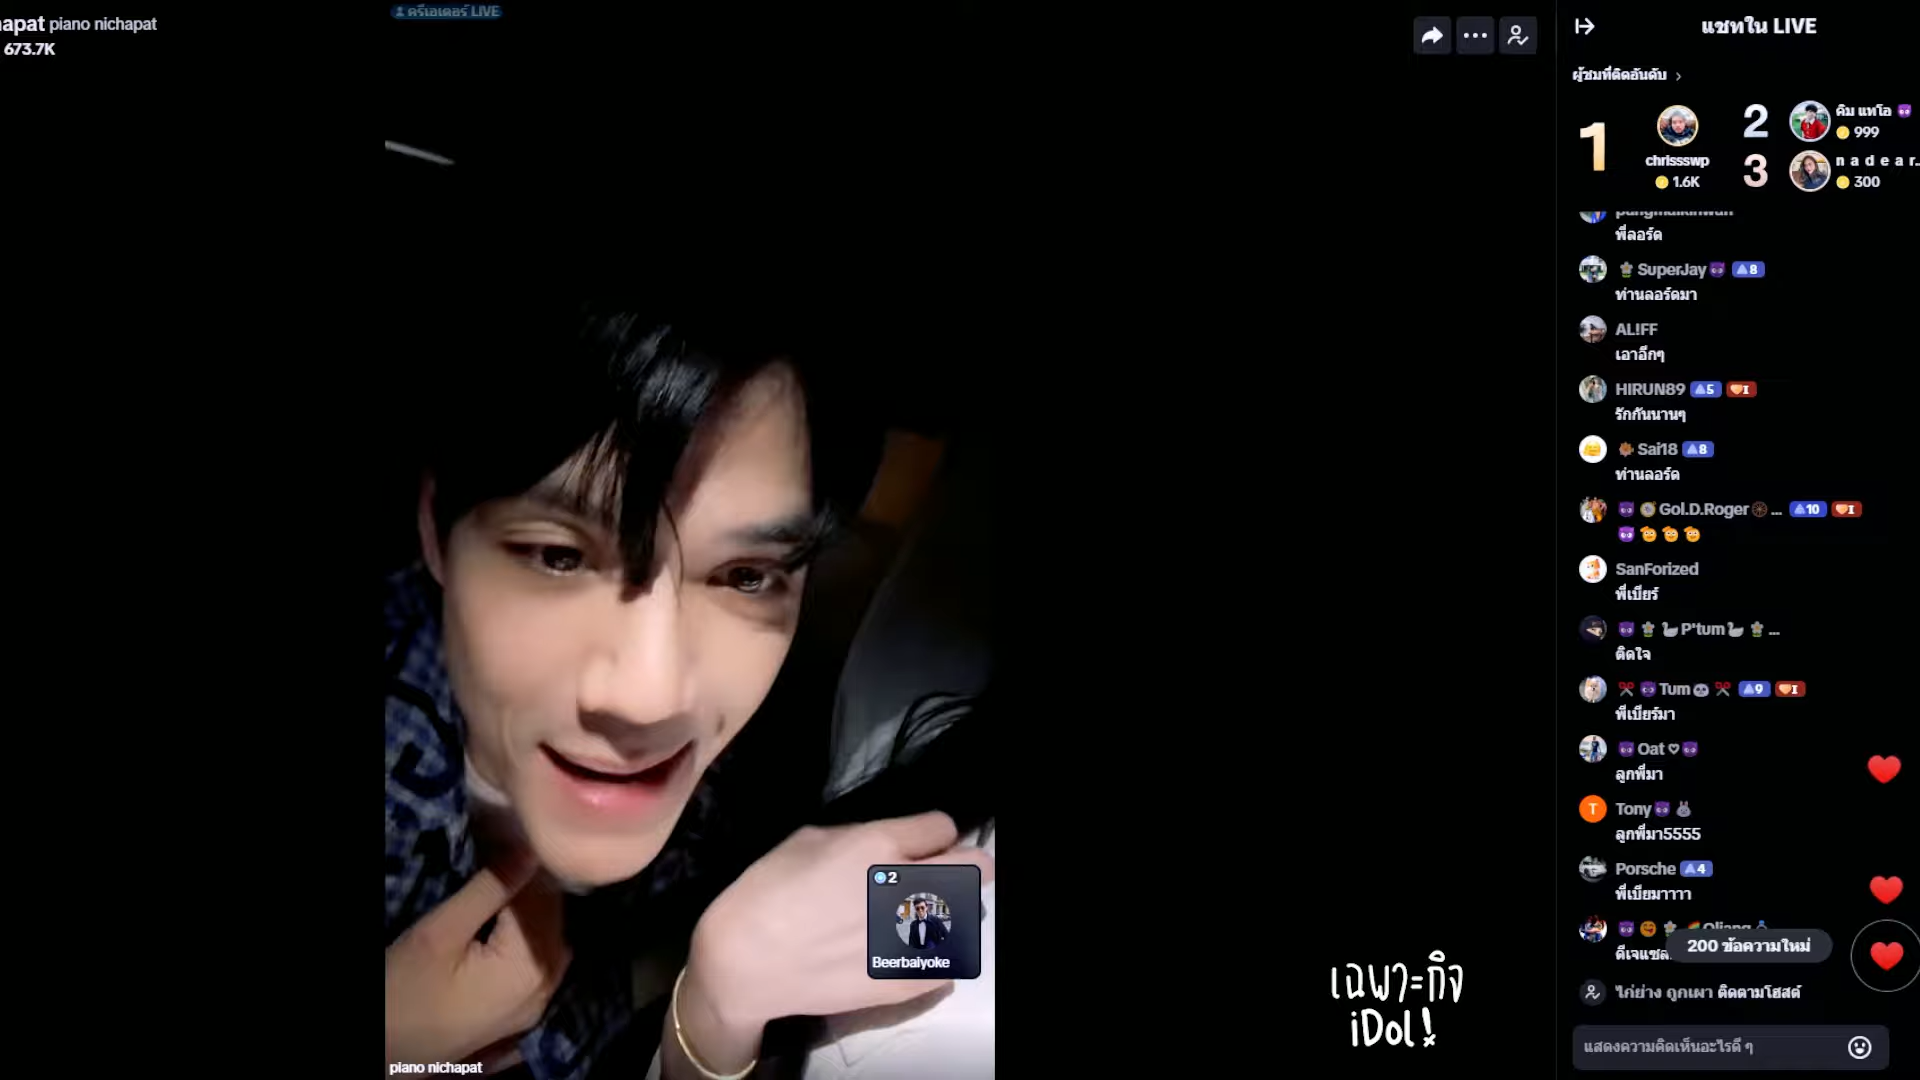 apat piano nichapat
673.7K
ครีเอเตอร์ LIVE
แชทใน LIVE
ผู้ชมที่ติดอันดับ
1
chrissswp
1.6K
2
คิม แทโอ
999
3
n a d e a r...
300
พี่ลอร์ด
SuperJay 8
ท่านลอร์ดมา
AL!FF
เอาอีกๆ
HIRUN89 5 I
รักกันนานๆ
Sai18 8
ท่านลอร์ด
Gol.D.Roger... 10 I
SanForized
พี่เบียร์
P'tum ...
ติดใจ
Tum 9 I
พี่เบียร์มา
Oat
ลูกพี่มา
T
Tony
ลูกพี่มา5555
Porsche 4
พี่เบียมาาาา
200 ข้อความใหม่
ไก่ย่าง ถูกเผา ติดตามโฮสต์
แสดงความคิดเห็นอะไรดี ๆ
2
Beerbaiyoke
piano nichapat
เฉพาะกิจ
iDol!